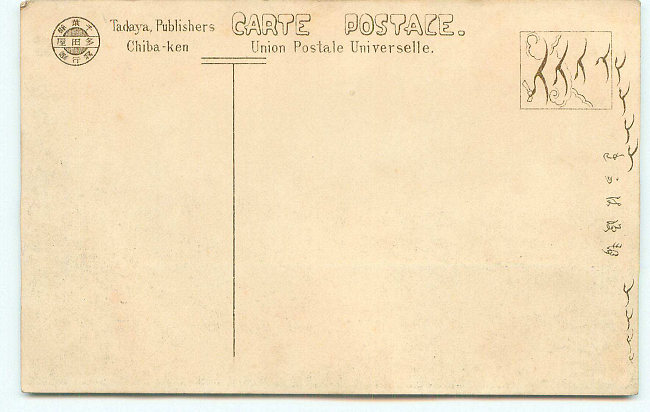 Tadaya, Publishers
Chiba-ken
CARTE POSTALE.
Union Postale Universelle.